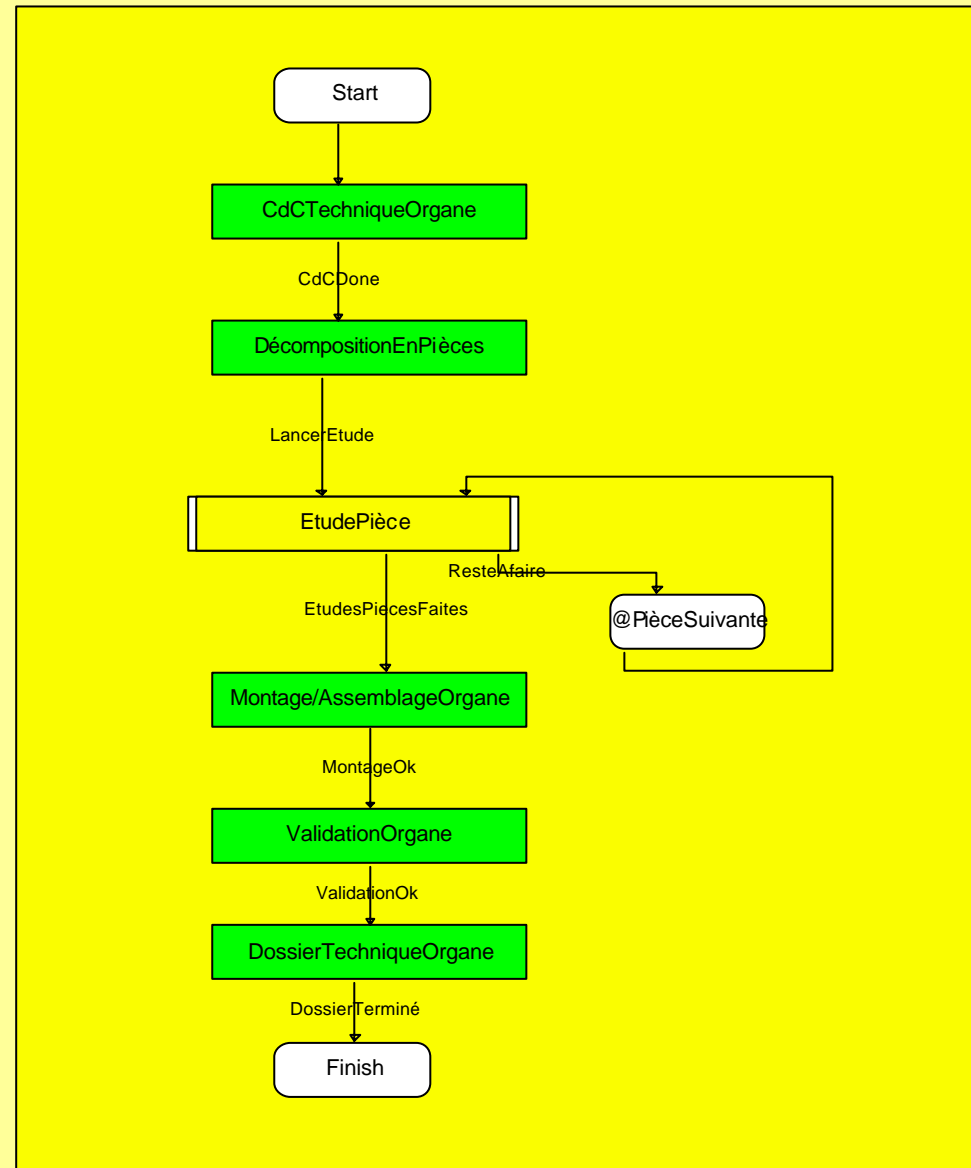 Start
CdCTechniqueOrgane
CdCDone
DécompositionEnPièces
LancerEtude
EtudePièce
ResteAfaire
EtudesPiecesFaites
@PièceSuivante
Montage/AssemblageOrgane
MontageOk
ValidationOrgane
ValidationOk
DossierTechniqueOrgane
DossierTerminé
Finish